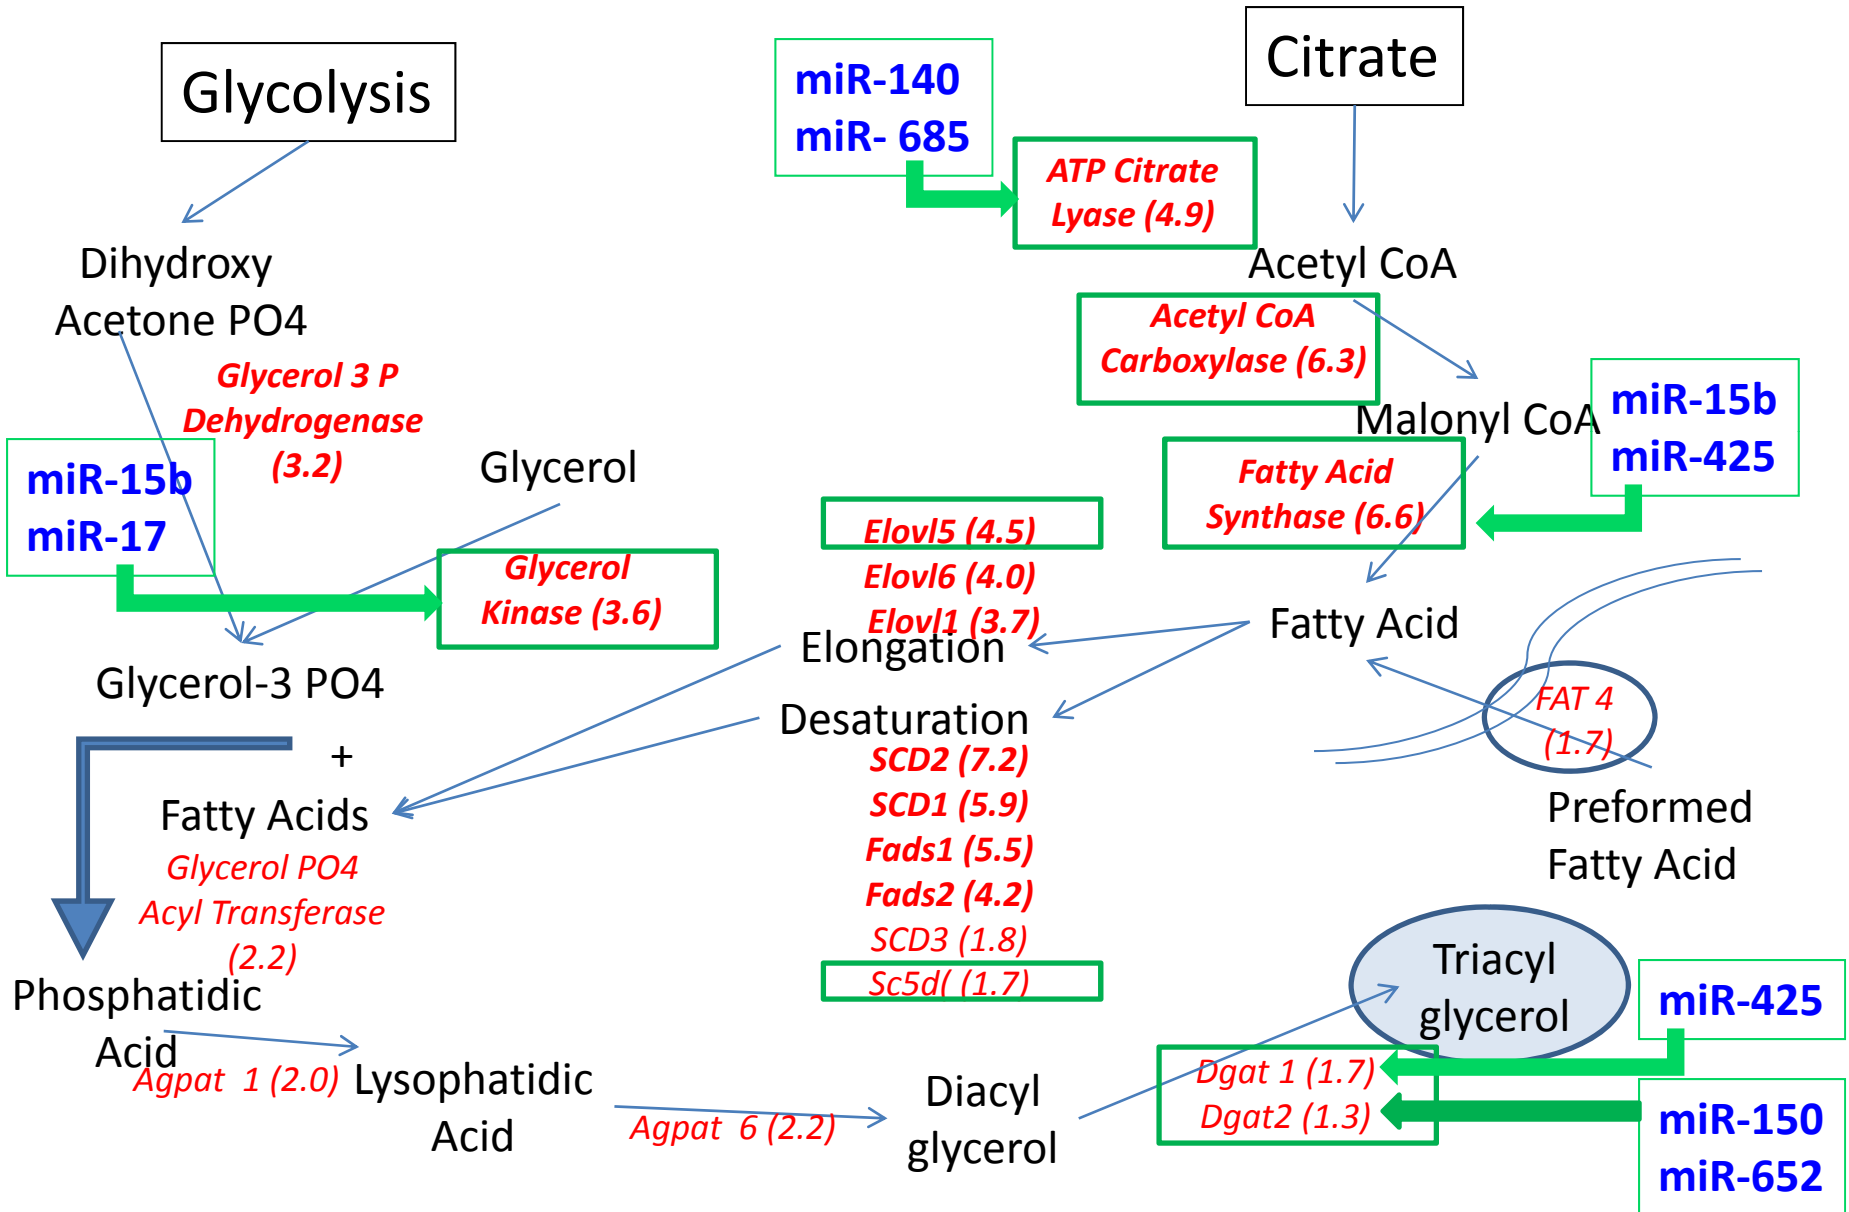 Glycolysis
miR-140
miR- 685
Citrate
ATP Citrate
Lyase (4.9)
Dihydroxy
Acetone PO4
Acetyl CoA
Acetyl CoA
Carboxylase (6.3)
Glycerol 3 P
Dehydrogenase
(3.2)
Malonyl CoA
miR-15b
miR-425
miR-15b
miR-17
Glycerol
Fatty Acid
Synthase (6.6)
Elovl5 (4.5)
Elovl6 (4.0)
Elovl1 (3.7)
Glycerol
Kinase (3.6)
Elongation
Fatty Acid
Glycerol-3 PO4
Desaturation
FAT 4
(1.7)
+
SCD2 (7.2)
SCD1 (5.9)
Fads1 (5.5)
Fads2 (4.2)
SCD3 (1.8)
Sc5d( (1.7)
Fatty Acids
Glycerol PO4
Acyl Transferase
(2.2)
Preformed
Fatty Acid
Phosphatidic
Acid
Triacyl
glycerol
miR-425
Agpat 1 (2.0)
Lysophatidic
Acid
Agpat 6 (2.2)
Diacyl
glycerol
Dgat 1 (1.7)
Dgat2 (1.3)
miR-150
miR-652